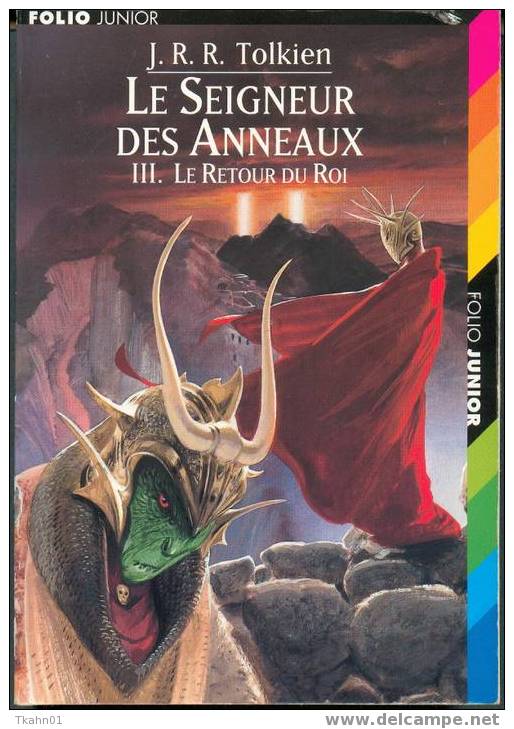 FOLIO JUNIOR
J. R. R. Tolkien
LE SEIGNEUR
DES ANNEAUX
III. LE RETOUR DU ROI
FOLIO JUNIOR
Tkahn01
www.delcampe.net